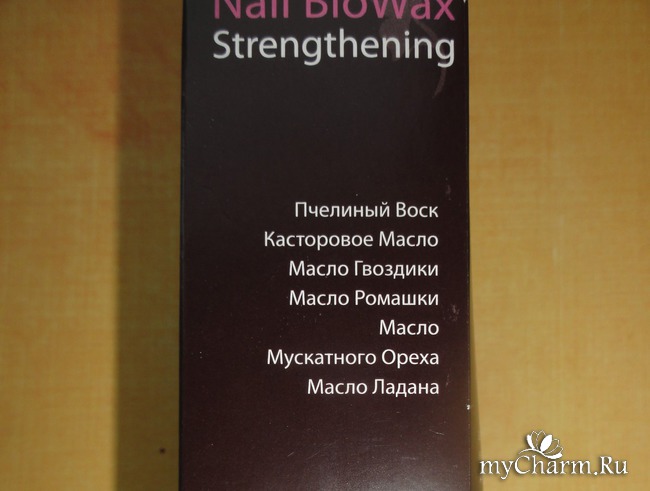 Nail BioWax
Strengthening
Пчелиный Воск
Касторовое Масло
Масло Гвоздики
Масло Ромашки
Масло
Мускатного Ореха
Масло Ладана
myCharm.Ru